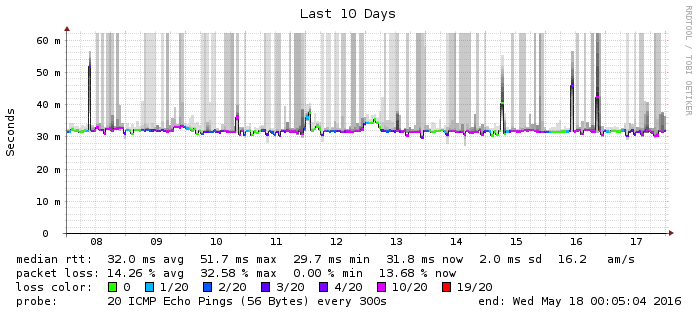 Last 10 Days
RRDTOOL / TOBI OETIKER
Seconds
60 m
50 m
40 m
30 m
20 m
10 m
0
08 09 10 11 12 13 14 15 16 17
median rtt: 32.0 ms avg 51.7 ms max 29.7 ms min 31.8 ms now 2.0 ms sd 16.2 am/s
packet loss: 14.26 % avg 32.58 % max 0.00 % min 13.68 % now
loss color: 0 1/20 2/20 3/20 4/20 10/20 19/20
probe: 20 ICMP Echo Pings (56 Bytes) every 300s end: Wed May 18 00:05:04 2016